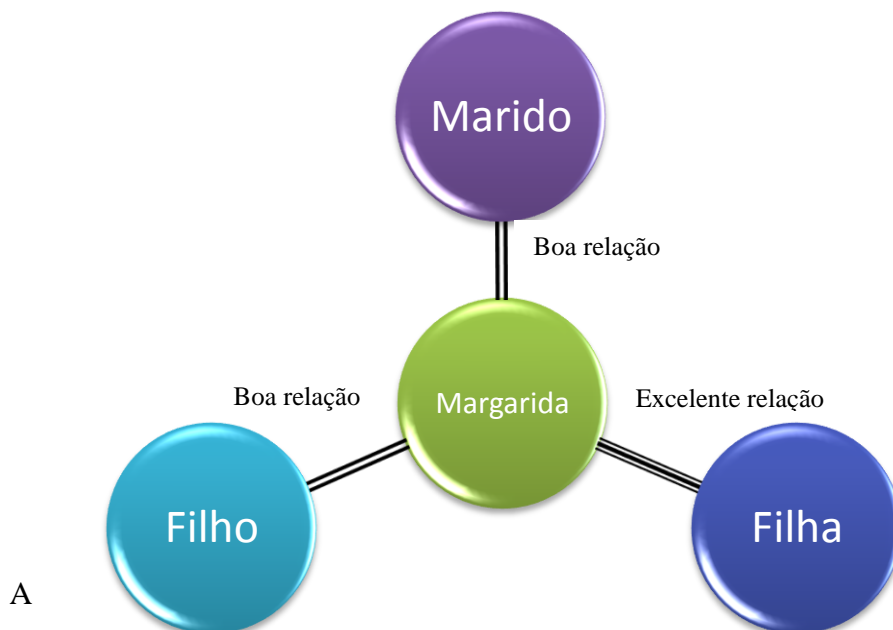 Marido
Boa relação
Boa relação
Margarida
Excelente relação
Filho
Filha
A